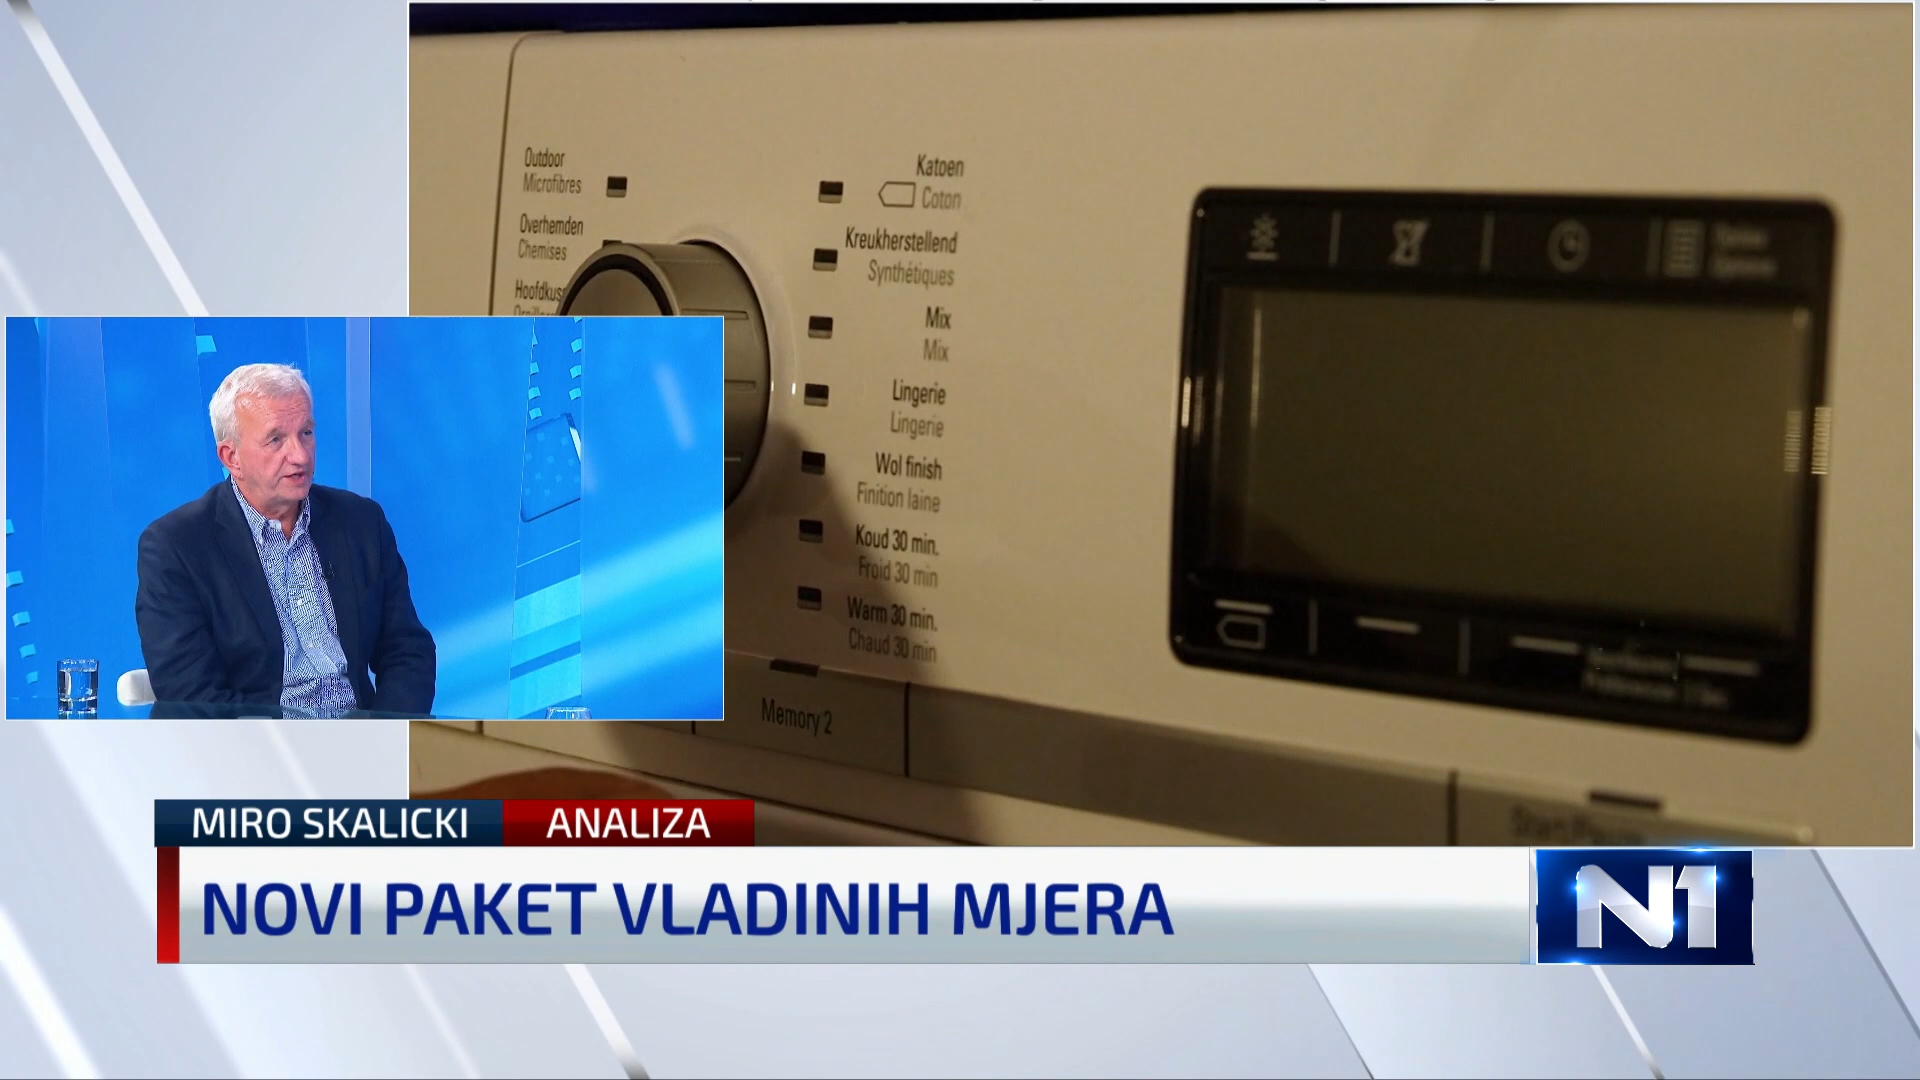 Outdoor
Microfibres
Overhemden
Chemises
Katoen
Coton
Kreukherstellend
Synthétiques
Mix
Mix
Lingerie
Lingerie
Wol finish
Finition laine
Koud 30 min.
Froid 30 min
Warm 30 min.
Chaud 30 min
Memory 2
MIRO SKALICKI
ANALIZA
NOVI PAKET VLADINIH MJERA
N1